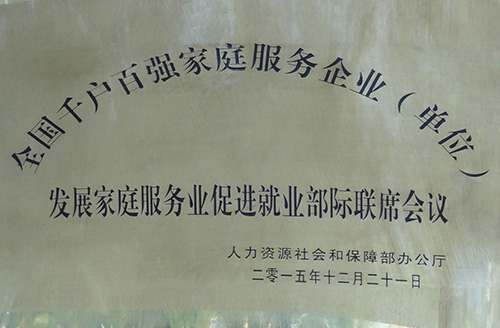 全国千户百强家庭服务企业（单位）
发展家庭服务业促进就业部际联席会议
人力资源社会和保障部办公厅
二零一五年十二月二十一日